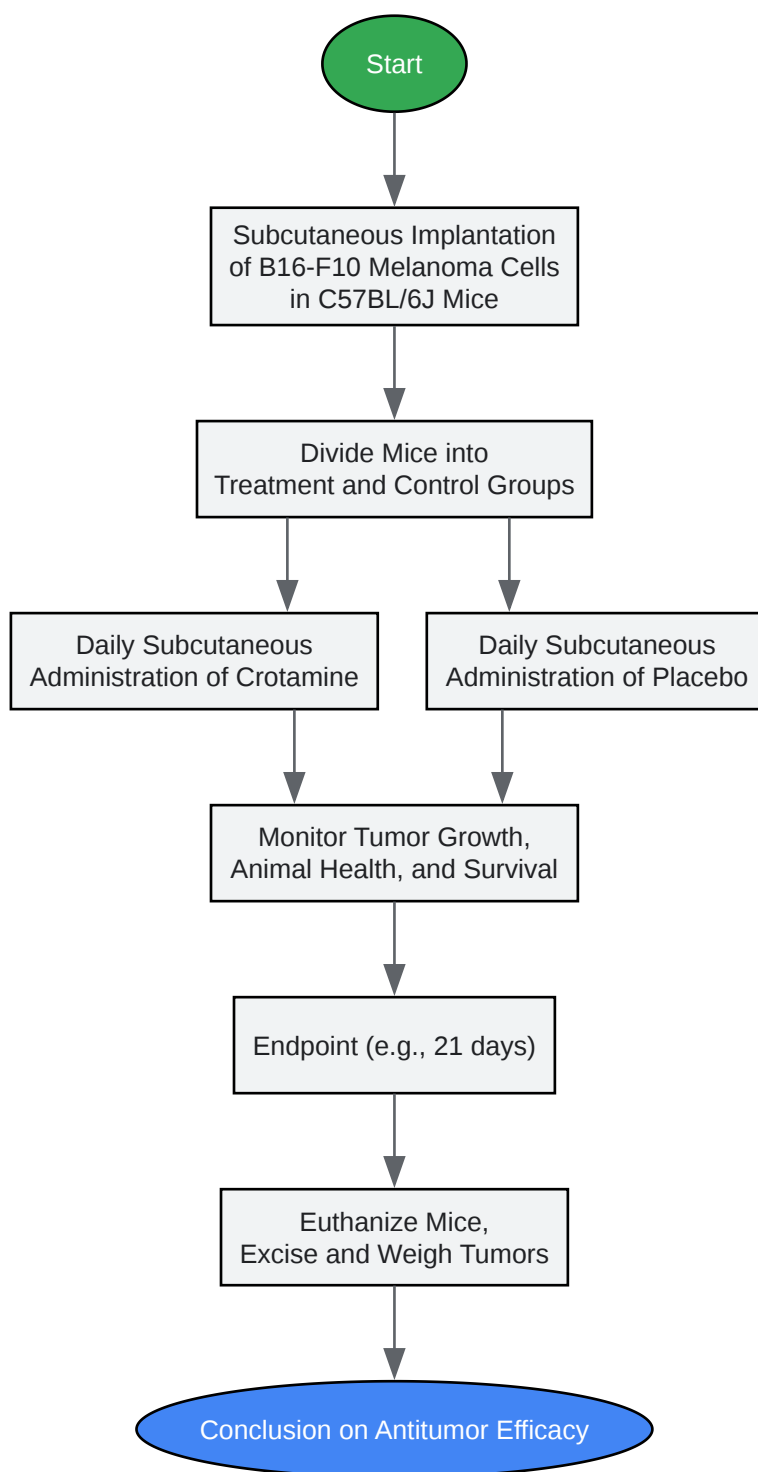 Start
Subcutaneous Implantation
of B16-F10 Melanoma Cells
in C57BL/6J Mice
Divide Mice into
Treatment and Control Groups
Daily Subcutaneous
Administration of Crotamine
Daily Subcutaneous
Administration of Placebo
Monitor Tumor Growth,
Animal Health, and Survival
Endpoint (e.g., 21 days)
Euthanize Mice,
Excise and Weigh Tumors
Conclusion on Antitumor Efficacy